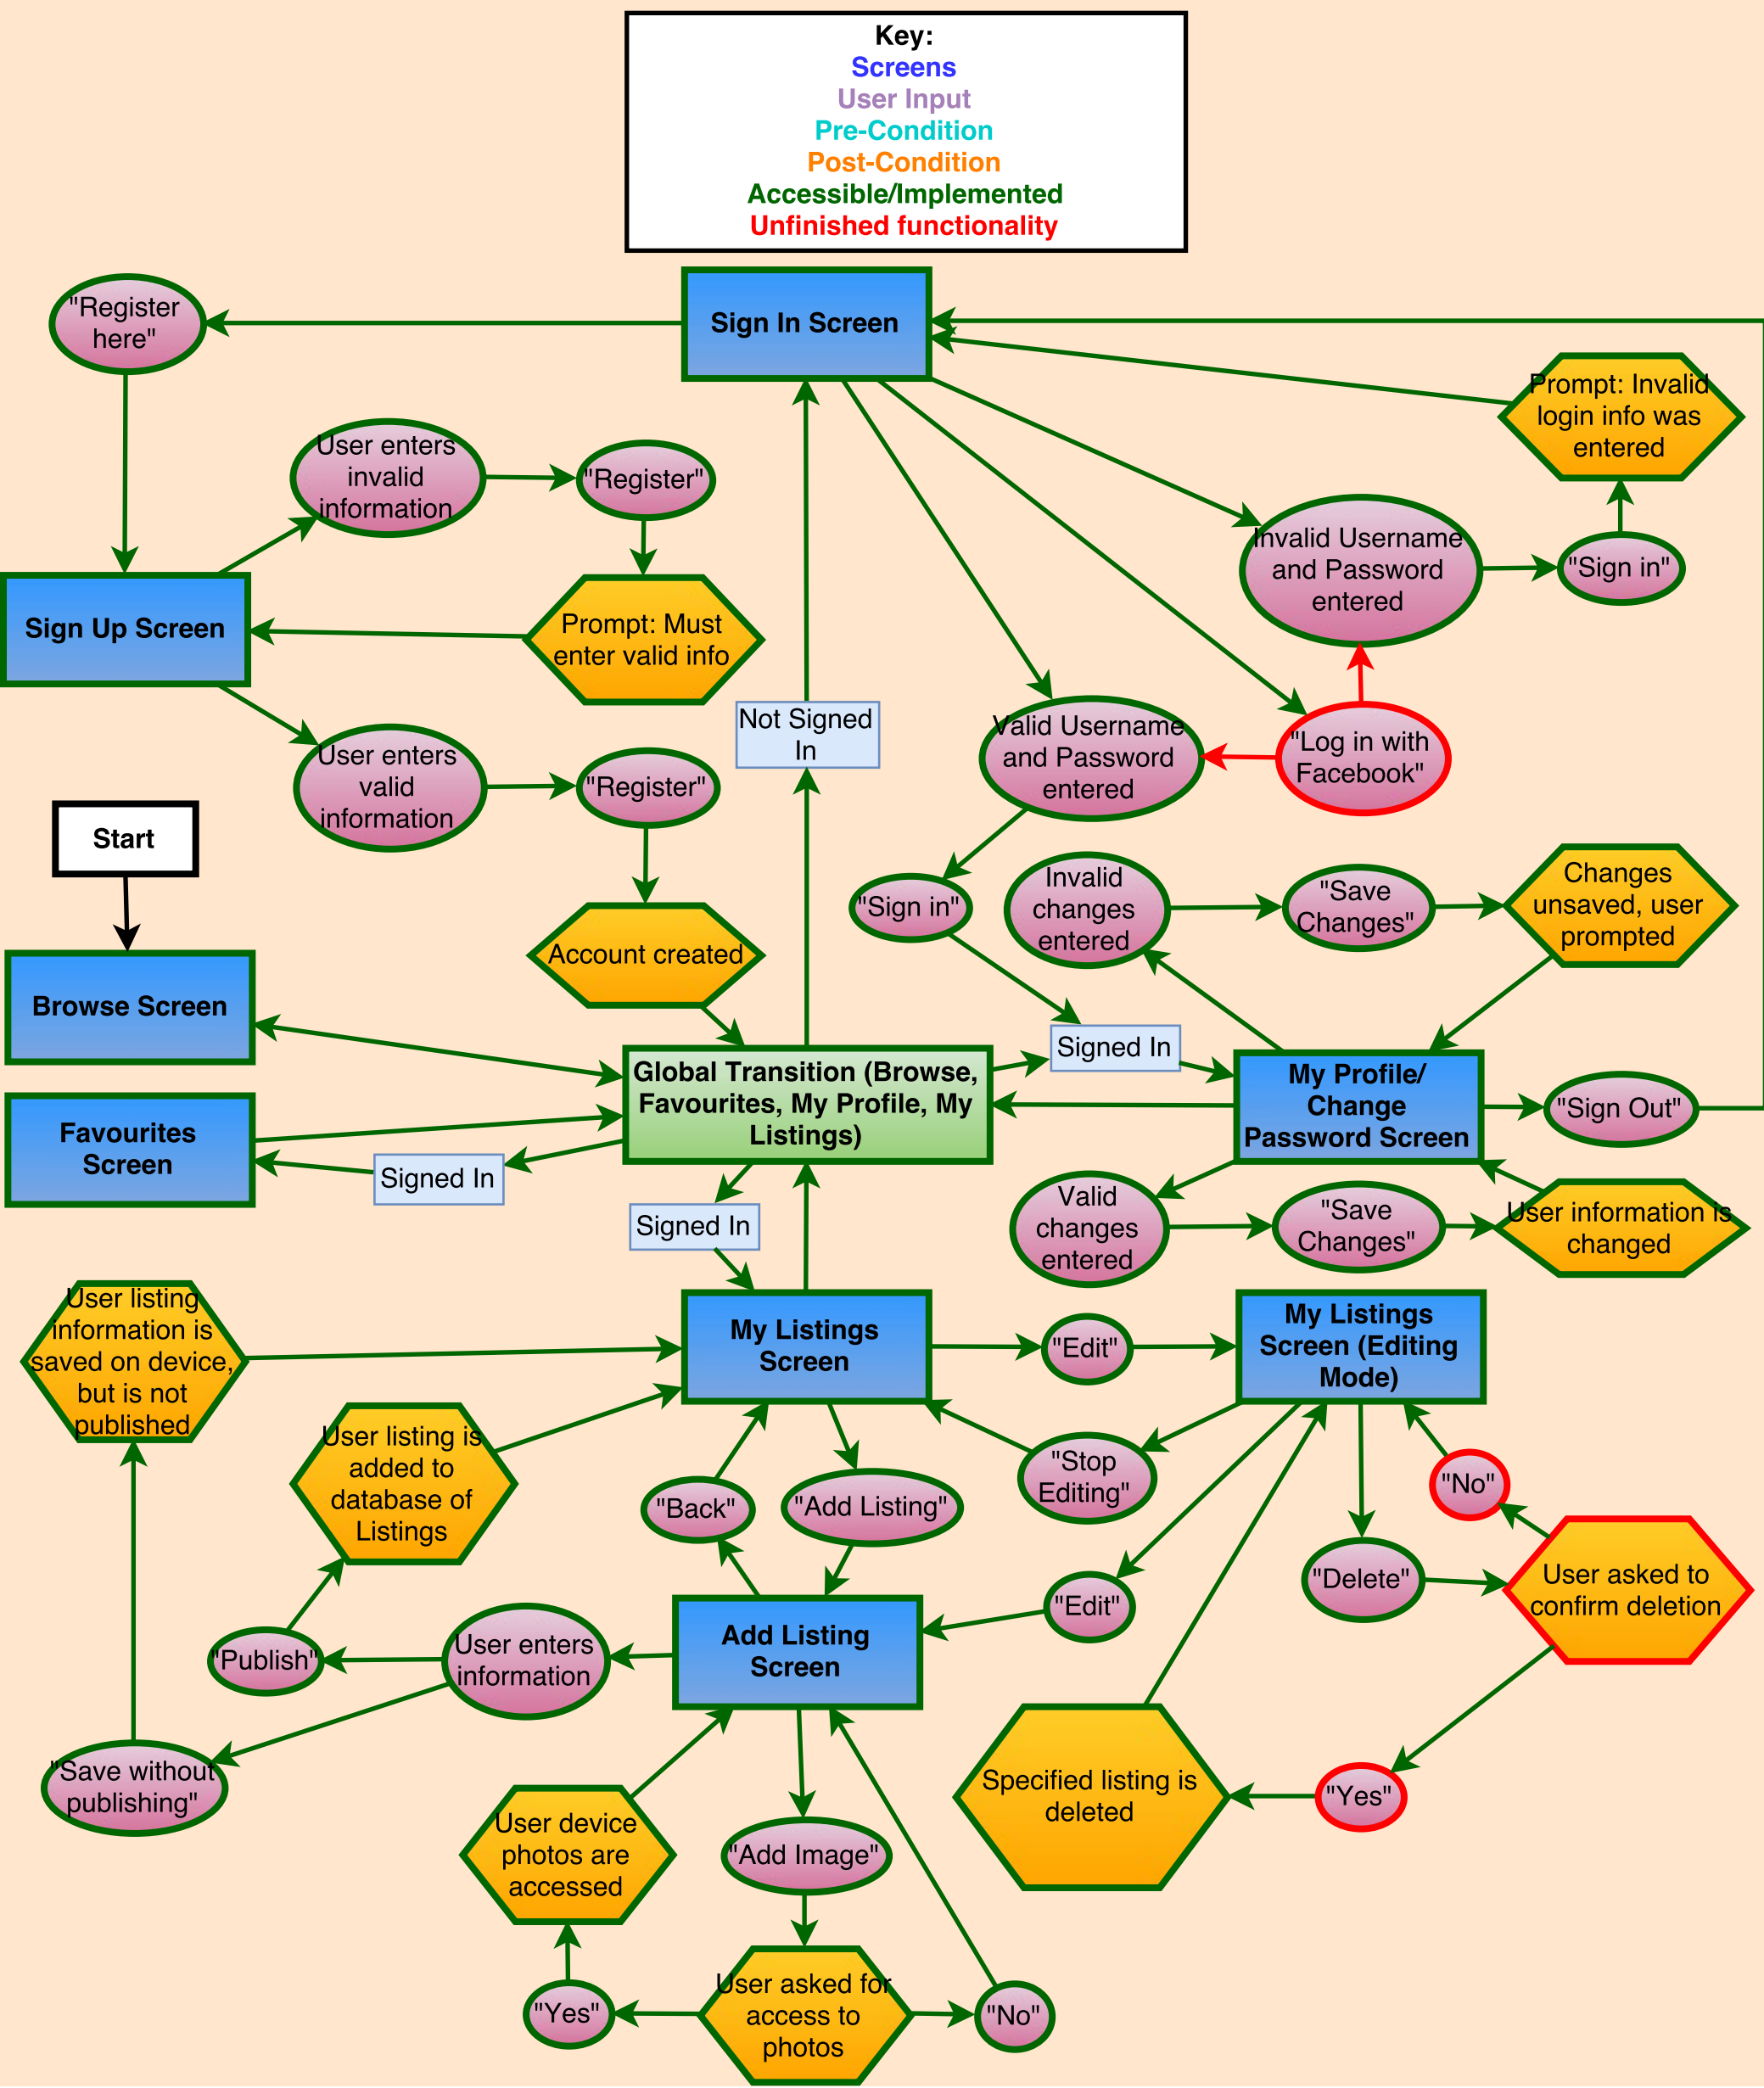 Key:
Screens
User Input
Pre-Condition
Post-Condition
Accessible/Implemented
Unfinished functionality
"Register
here"
Sign In Screen
Prompt: Invalid
login info was
entered
User enters
invalid
information
"Register"
Invalid Username
and Password
entered
"Sign in"
Sign Up Screen
Prompt: Must
enter valid info
Not Signed
In
Valid Username
and Password
entered
"Log in with
Facebook"
User enters
valid
information
"Register"
Start
"Sign in"
Invalid
changes
entered
"Save
Changes"
Changes
unsaved, user
prompted
Account created
Browse Screen
Global Transition (Browse,
Favourites, My Profile, My
Listings)
Signed In
My Profile/
Change
Password Screen
"Sign Out"
Favourites
Screen
Signed In
Signed In
Valid
changes
entered
"Save
Changes"
User information is
changed
User listing
information is
saved on device,
but is not
published
My Listings
Screen
"Edit"
My Listings
Screen (Editing
Mode)
User listing is
added to
database of
Listings
"Back"
"Add Listing"
"Stop
Editing"
"No"
"Delete"
User asked to
confirm deletion
"Edit"
"Publish"
User enters
information
Add Listing
Screen
"Save without
publishing"
Specified listing is
deleted
"Yes"
User device
photos are
accessed
"Add Image"
"Yes"
User asked for
access to
photos
"No"